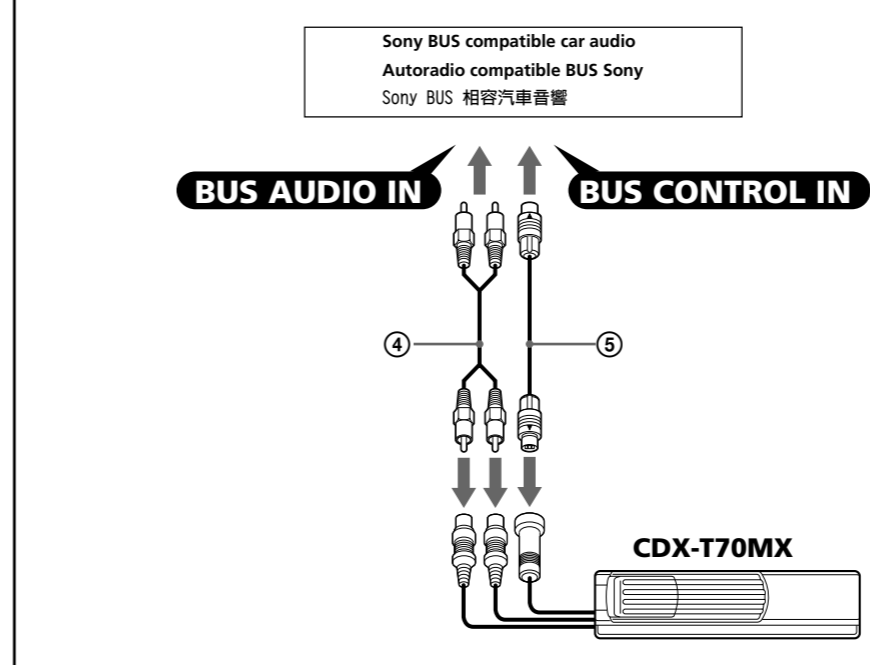 Sony BUS compatible car audio
Autoradio compatible BUS Sony
Sony BUS 相容汽車音響
BUS AUDIO IN
BUS CONTROL IN
④
⑤
CDX-T70MX